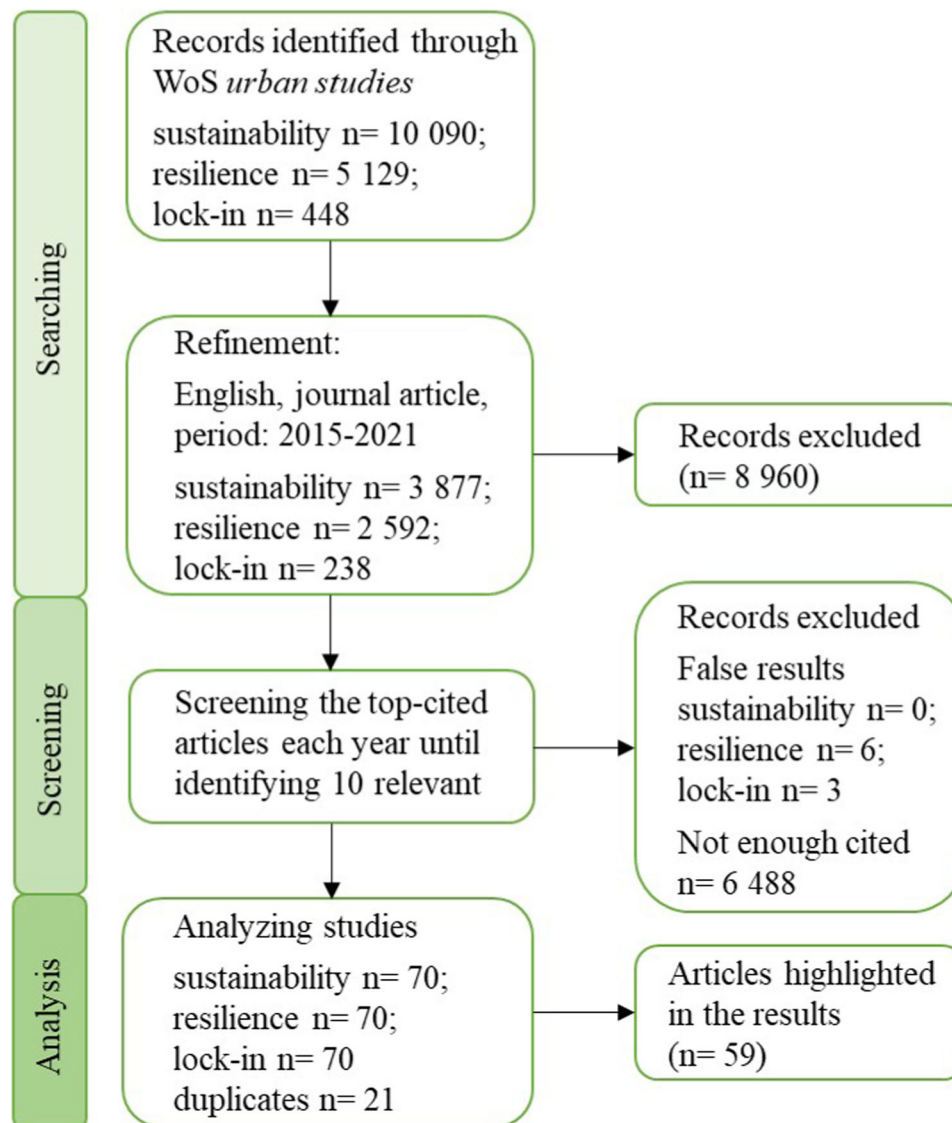 Searching
Records identified through
WoS urban studies
sustainability n= 10 090;
resilience n= 5 129;
lock-in n= 448
Refinement:
English, journal article,
period: 2015-2021
sustainability n= 3 877;
resilience n= 2 592;
lock-in n= 238
Records excluded
(n= 8 960)
Screening
Screening the top-cited
articles each year until
identifying 10 relevant
Records excluded
False results
sustainability n= 0;
resilience n= 6;
lock-in n= 3
Not enough cited
n= 6 488
Analysis
Analyzing studies
sustainability n= 70;
resilience n= 70;
lock-in n= 70
duplicates n= 21
Articles highlighted
in the results
(n= 59)